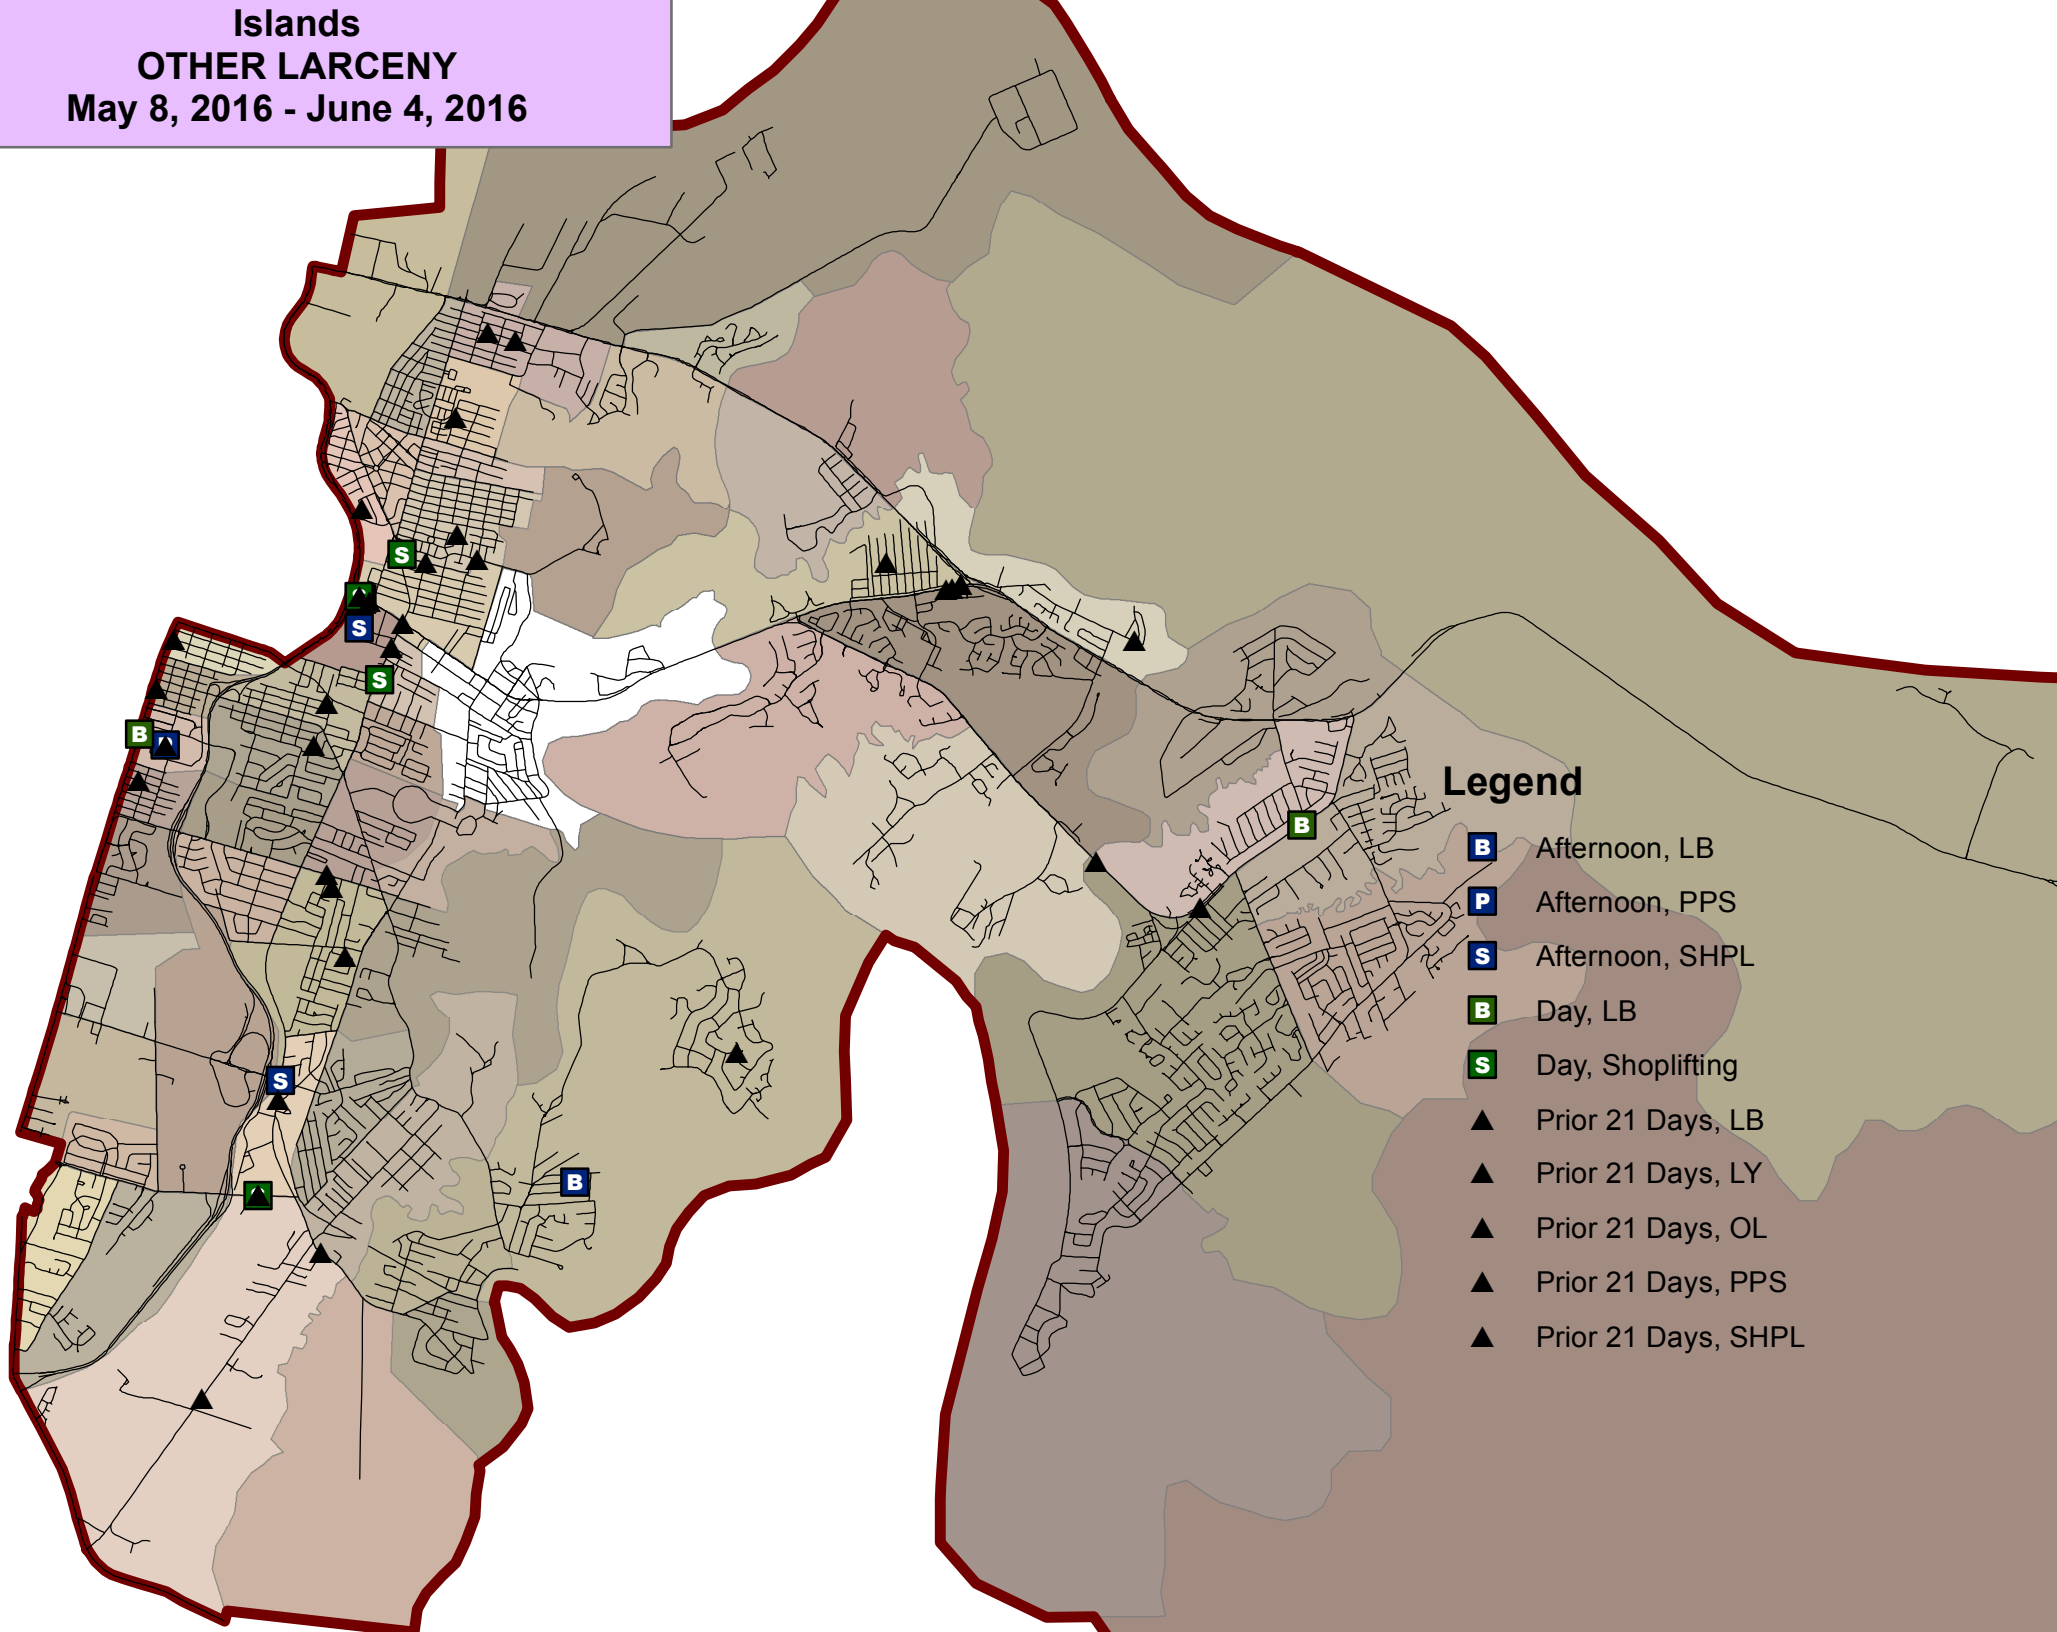 Islands
OTHER LARCENY
May 8, 2016 - June 4, 2016
S
S
S
B
B
S
B
Legend
B Afternoon, LB
P Afternoon, PPS
S Afternoon, SHPL
B Day, LB
S Day, Shoplifting
Prior 21 Days, LB
Prior 21 Days, LY
Prior 21 Days, OL
Prior 21 Days, PPS
Prior 21 Days, SHPL